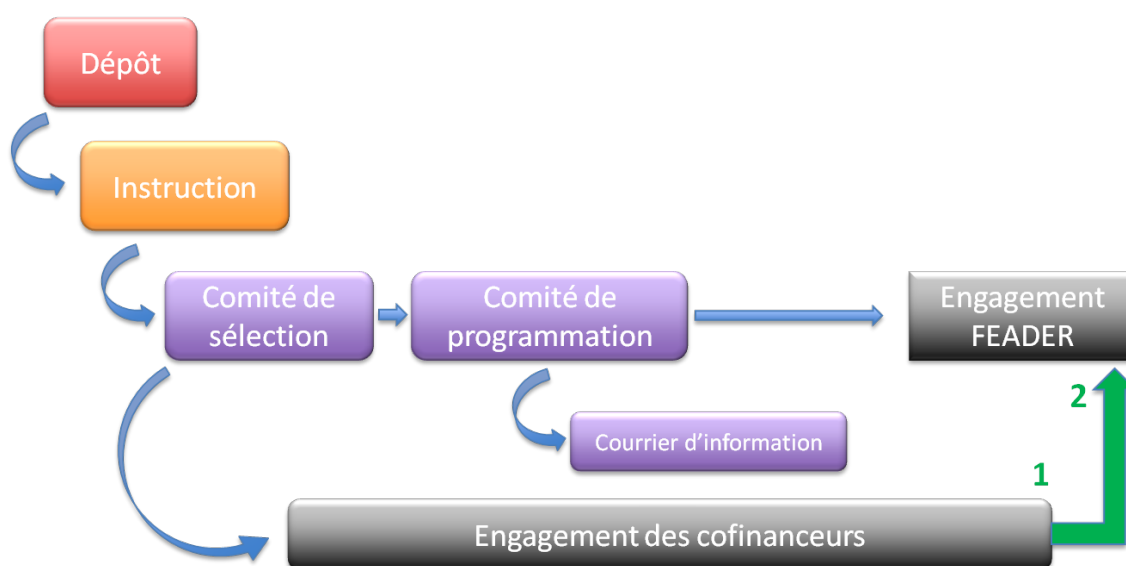 Dépôt
Instruction
Comité de
sélection
Comité de
programmation
Engagement
FEADER
2
Courrier d’information
1
Engagement des cofinanceurs